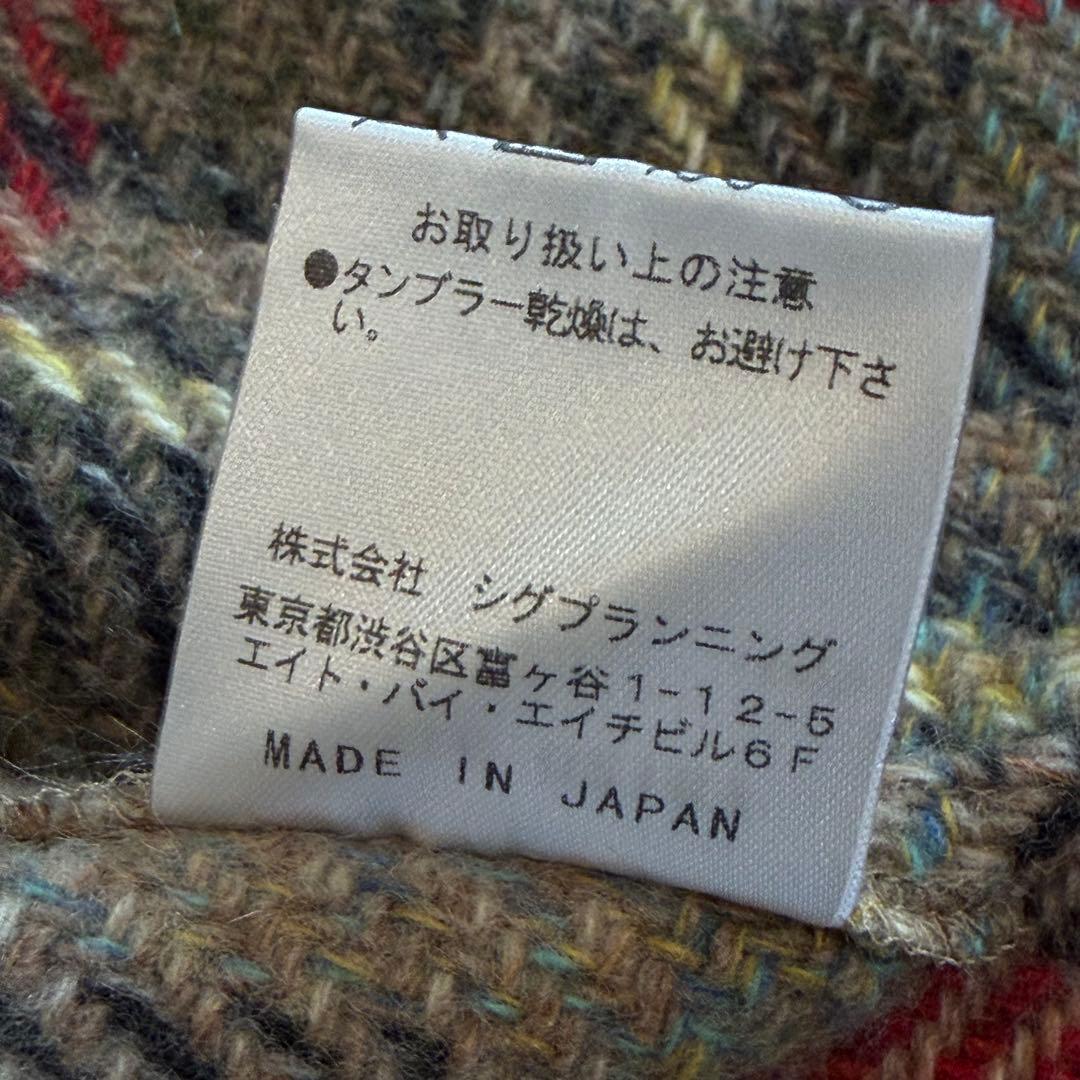 お取り扱い上の注意
●タンブラー乾燥は、お避け下さ
い。
株式会社 シグプランニング
東京都渋谷区富ヶ谷1-12-5
エイト・バイ・エイチビル6F
MADE IN JAPAN